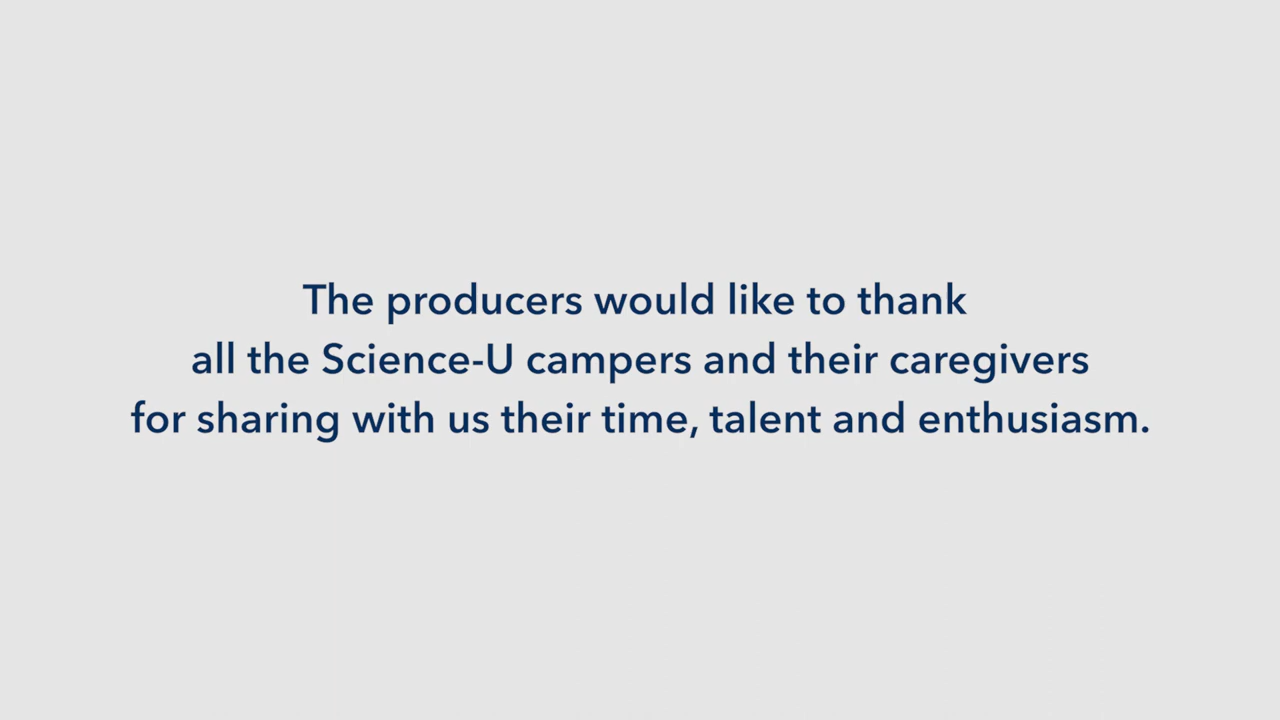 The producers would like to thank
all the Science-U campers and their caregivers
for sharing with us their time, talent and enthusiasm.